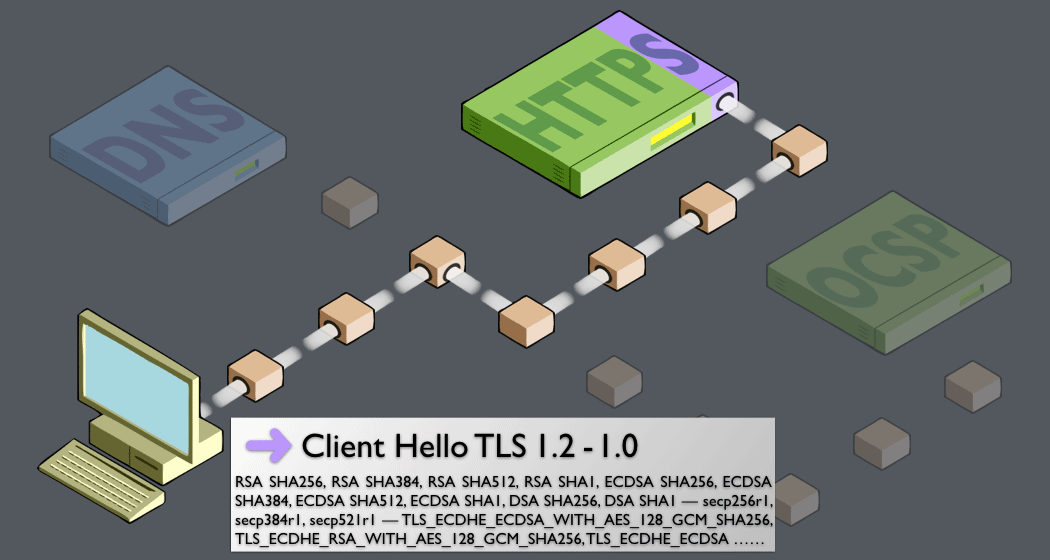 HTTPS
DNS
OCSP
Client Hello TLS 1.2 - 1.0
RSA SHA256, RSA SHA384, RSA SHA512, RSA SHA1, ECDSA SHA256, ECDSA
SHA384, ECDSA SHA512, ECDSA SHA1, DSA SHA256, DSA SHA1 — secp256r1,
secp384r1, secp521r1 — TLS_ECDHE_ECDSA_WITH_AES_128_GCM_SHA256,
TLS_ECDHE_RSA_WITH_AES_128_GCM_SHA256, TLS_ECDHE_ECDSA ......